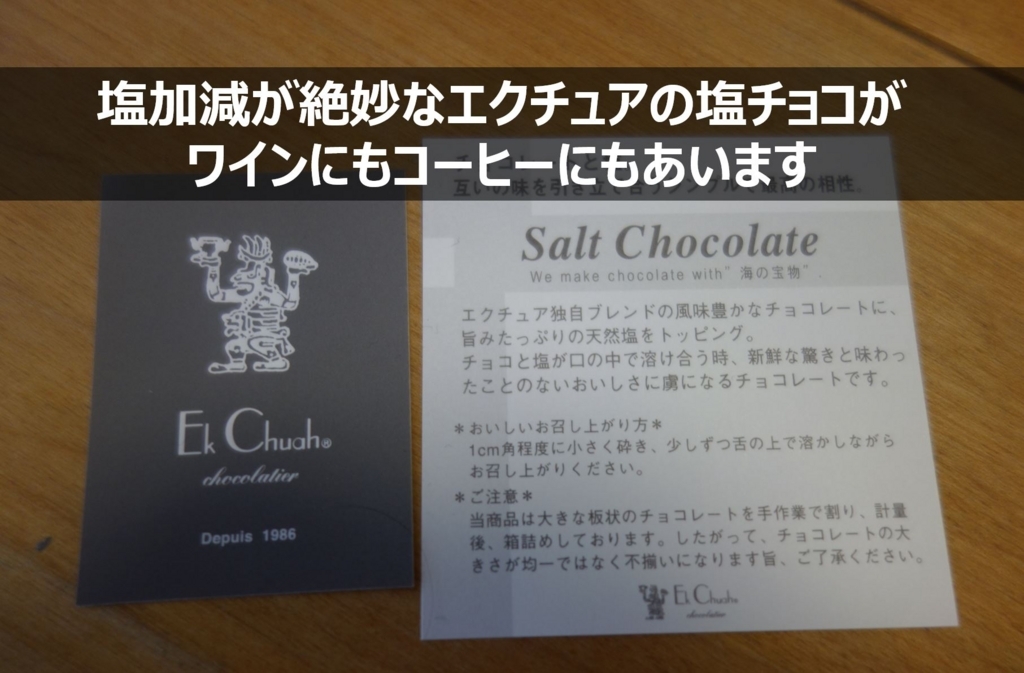 塩加減が絶妙なエクチュアの塩チョコが
ワインにもコーヒーにもあいます
互いの味を引き立て合うシンプルで最高の相性。
Salt Chocolate
We make chocolate with”海の宝物”.
エクチュア独自ブレンドの風味豊かなチョコレートに、
旨みたっぷりの天然塩をトッピング。
チョコと塩が口の中で溶け合う時、新鮮な驚きと味わっ
たことのないおいしさに虜になるチョコレートです。
＊おいしいお召し上がり方＊
1cm角程度に小さく砕き、少しずつ舌の上で溶かしながら
お召し上がりください。
＊ご注意＊
当商品は大きな板状のチョコレートを手作業で割り、計量
後、箱詰めしております。したがって、チョコレートの大
きさが均一ではなく不揃いになります旨、ご了承ください。
Ek Chuah
chocolatier
Ek Chuah®
chocolatier
Depuis 1986